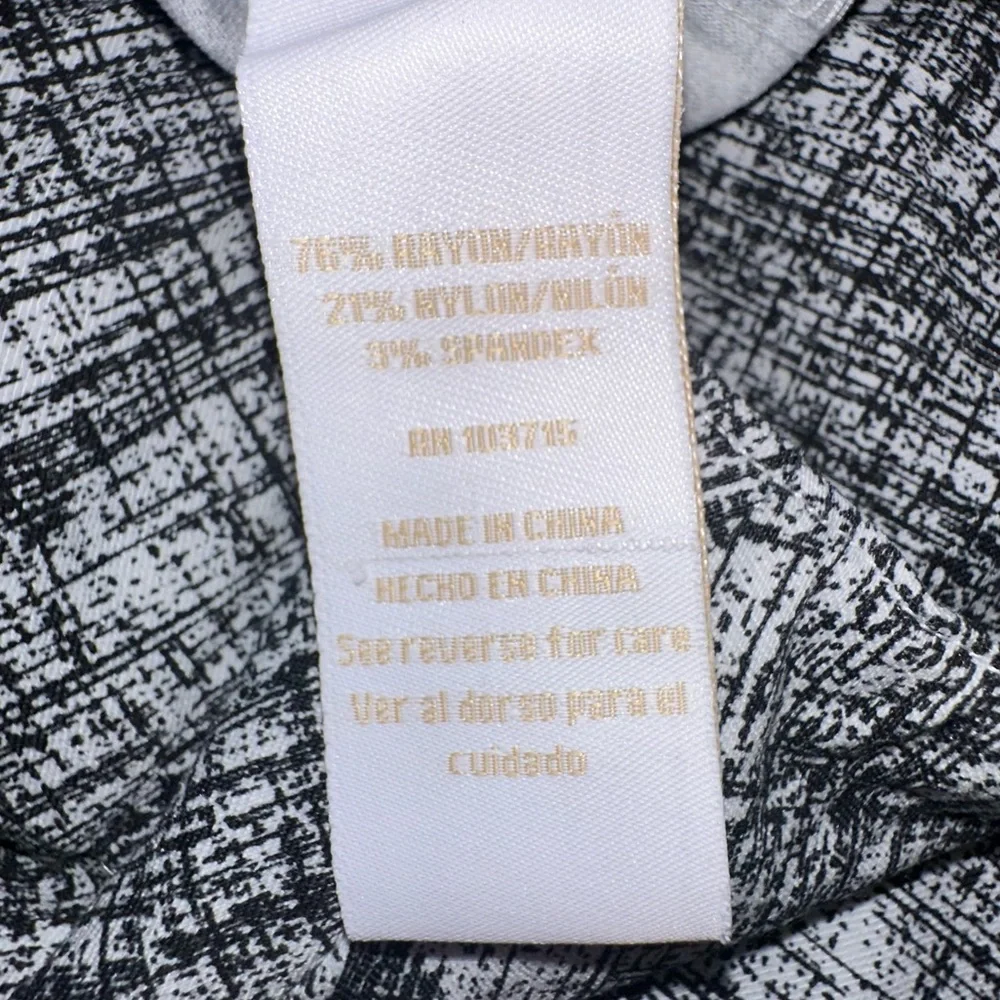 76% RAYON/RAYÓN
21% NYLON/NILÓN
3% SPANDEX
RN 103715
MADE IN CHINA
HECHO EN CHINA
See reverse for care
Ver al dorso para el
cuidado